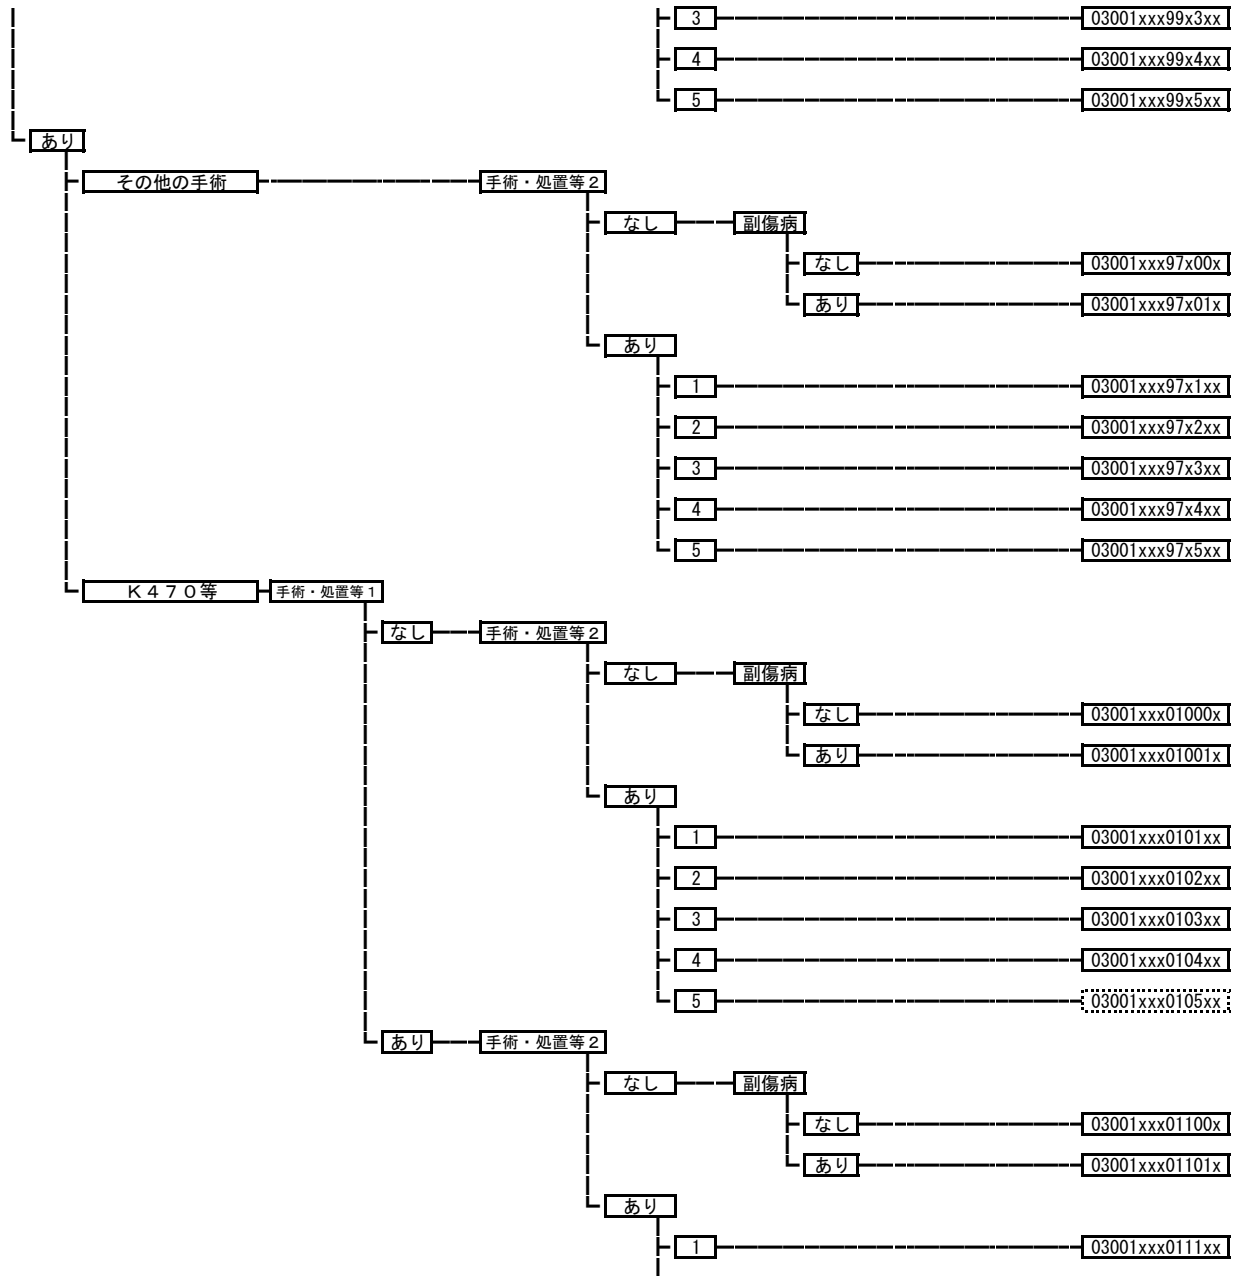 3 03001xxx99x3xx
4 03001xxx99x4xx
5 03001xxx99x5xx
あり
その他の手術 手術・処置等2
なし 副傷病
なし 03001xxx97x00x
あり 03001xxx97x01x
あり
1 03001xxx97x1xx
2 03001xxx97x2xx
3 03001xxx97x3xx
4 03001xxx97x4xx
5 03001xxx97x5xx
K470等 手術・処置等1
なし 手術・処置等2
なし 副傷病
なし 03001xxx01000x
あり 03001xxx01001x
あり
1 03001xxx0101xx
2 03001xxx0102xx
3 03001xxx0103xx
4 03001xxx0104xx
5 03001xxx0105xx
あり 手術・処置等2
なし 副傷病
なし 03001xxx01100x
あり 03001xxx01101x
あり
1 03001xxx0111xx